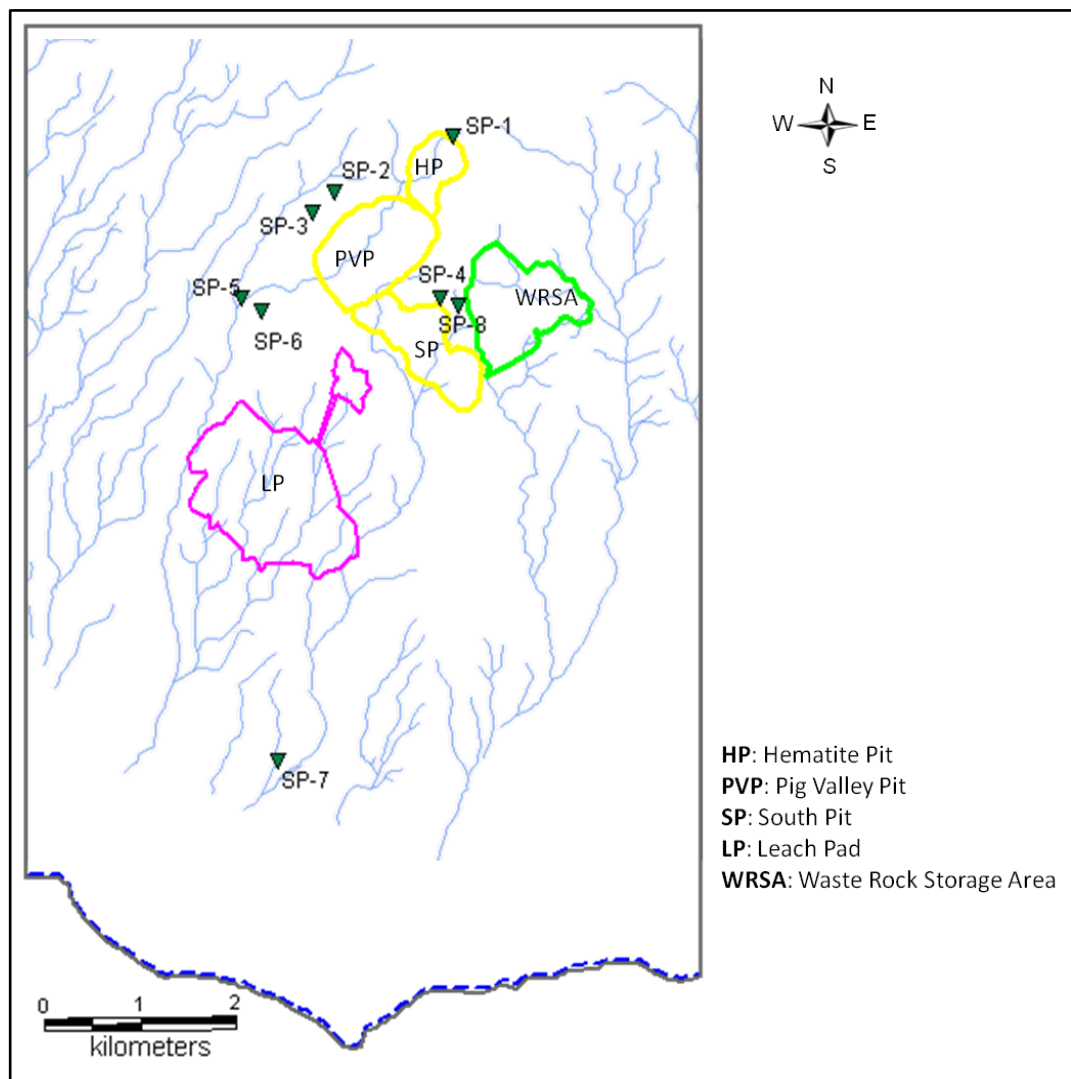 N
W E
S
SP-1
HP
SP-2
SP-3
PVP
SP-4
SP-5
WRSA
SP-8
SP-6
SP
LP
SP-7
HP: Hematite Pit
PVP: Pig Valley Pit
SP: South Pit
LP: Leach Pad
WRSA: Waste Rock Storage Area
0 1 2
kilometers